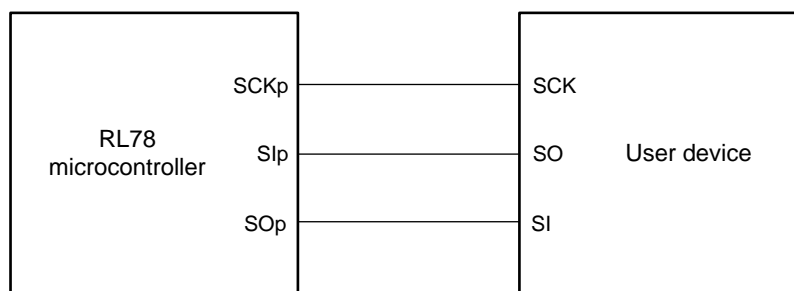 SCKp
SCK
RL78
microcontroller
SIp
SO
User device
SOp
SI